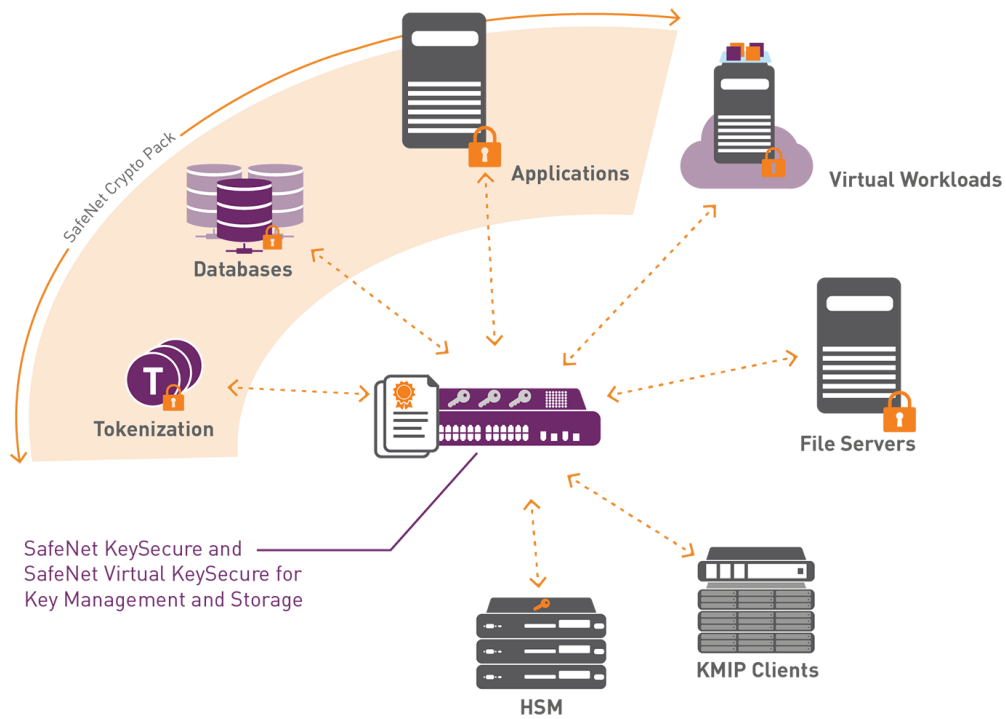 SafeNet Crypto Pack
Applications
Virtual Workloads
Databases
T
Tokenization
File Servers
SafeNet KeySecure and
SafeNet Virtual KeySecure for
Key Management and Storage
KMIP Clients
HSM